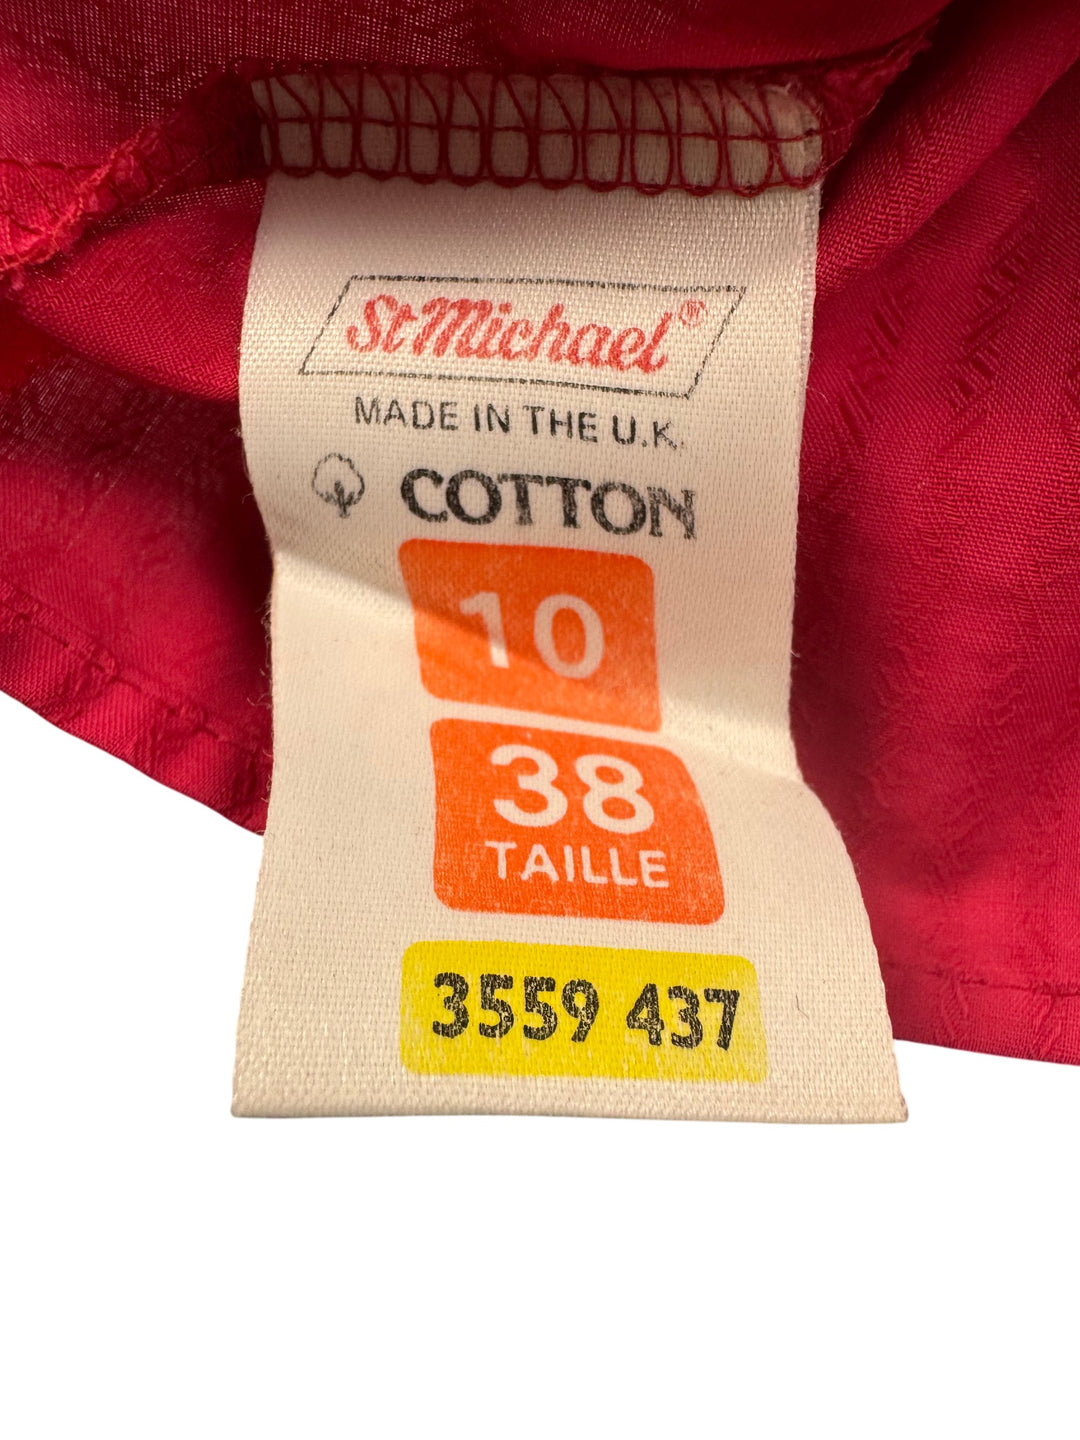 St Michael®
MADE IN THE U.K.
COTTON
10
38
TAILLE
3559 437